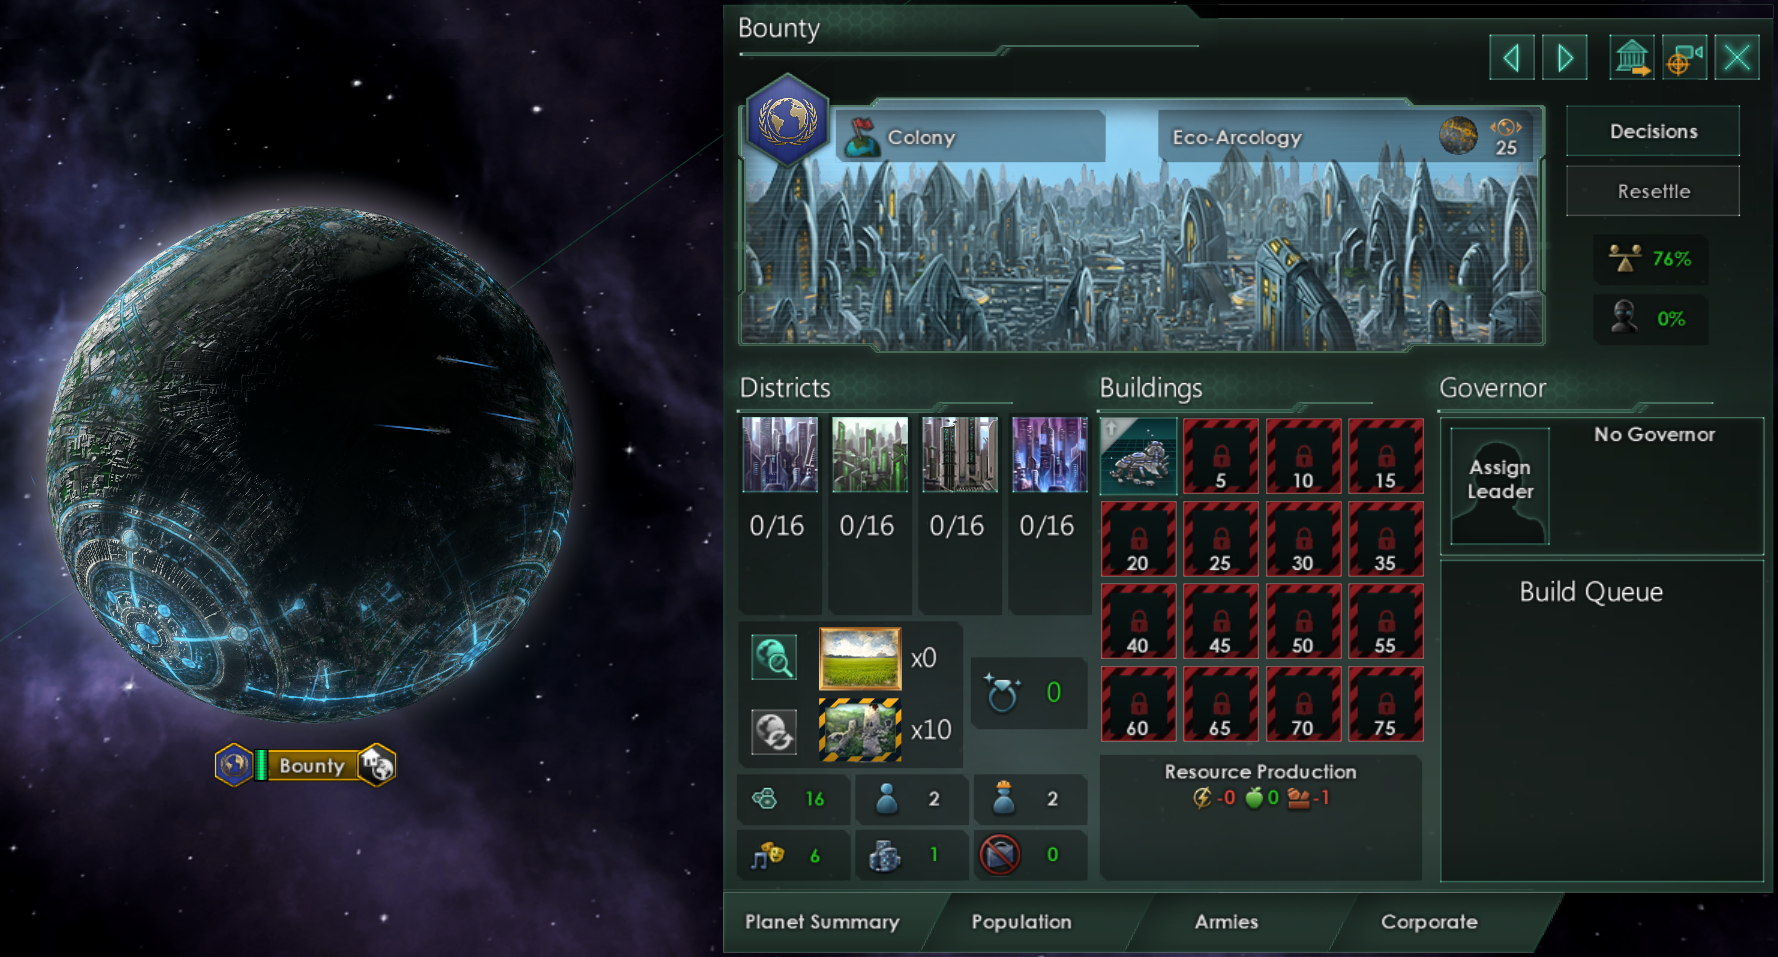 Bounty
Colony
Eco-Arcology
25
Decisions
Resettle
76%
0%
Districts
Buildings
Governor
0/16
0/16
0/16
0/16
5
10
15
20
25
30
35
40
45
50
55
60
65
70
75
Assign
Leader
No Governor
Build Queue
x0
x10
0
16
2
2
6
1
0
Resource Production
-0 0 -1
Bounty
Planet Summary
Population
Armies
Corporate